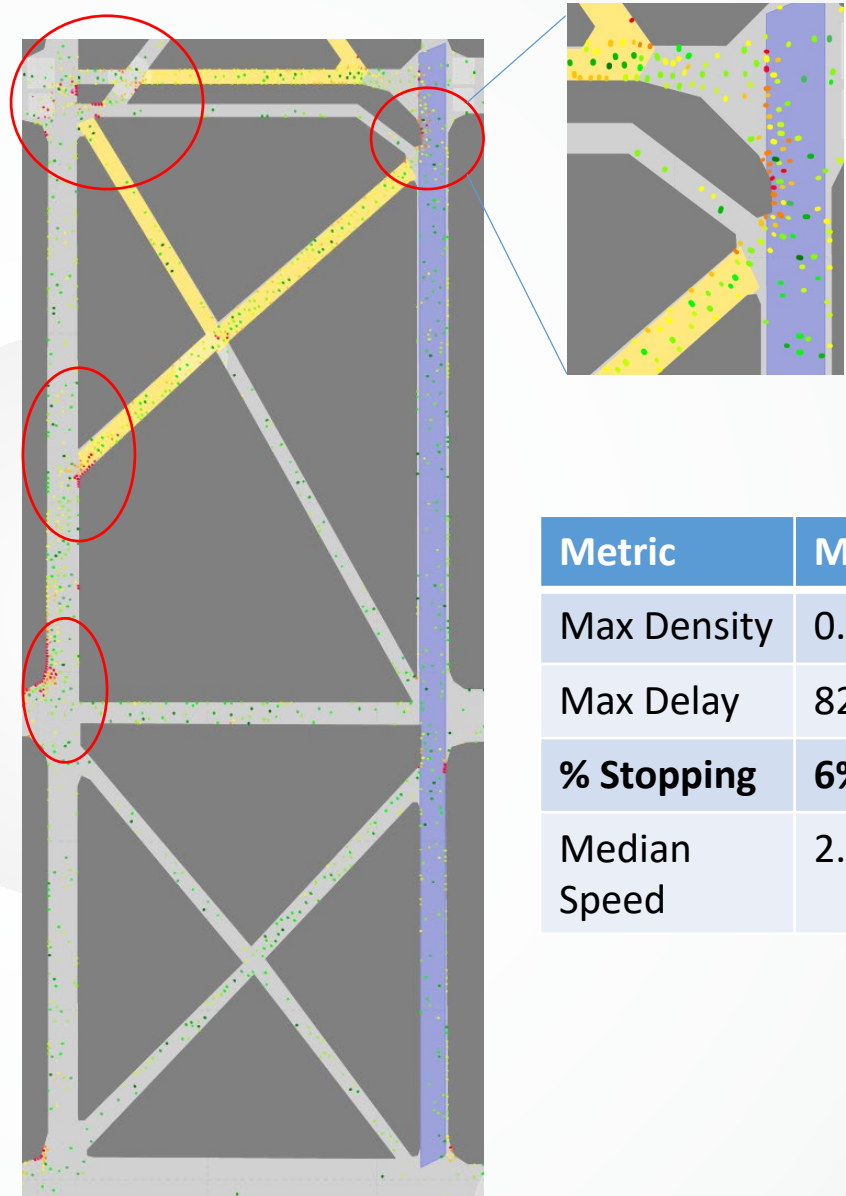 Metric M
Max Density 0.
Max Delay 82
% Stopping 6%
Median 2.
Speed